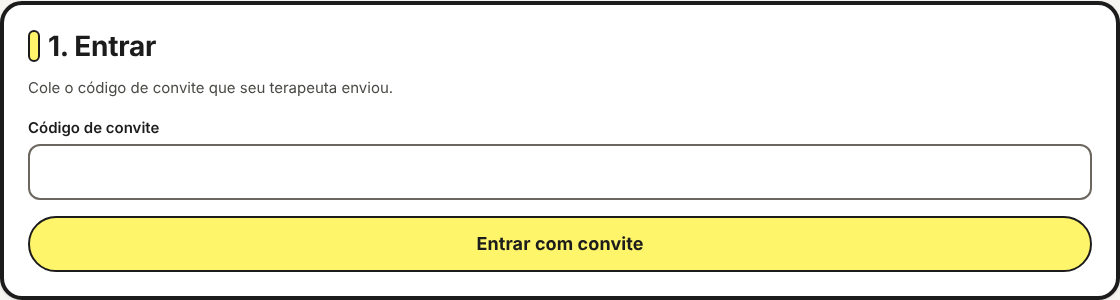 1. Entrar
Cole o código de convite que seu terapeuta enviou.
Código de convite
Entrar com convite